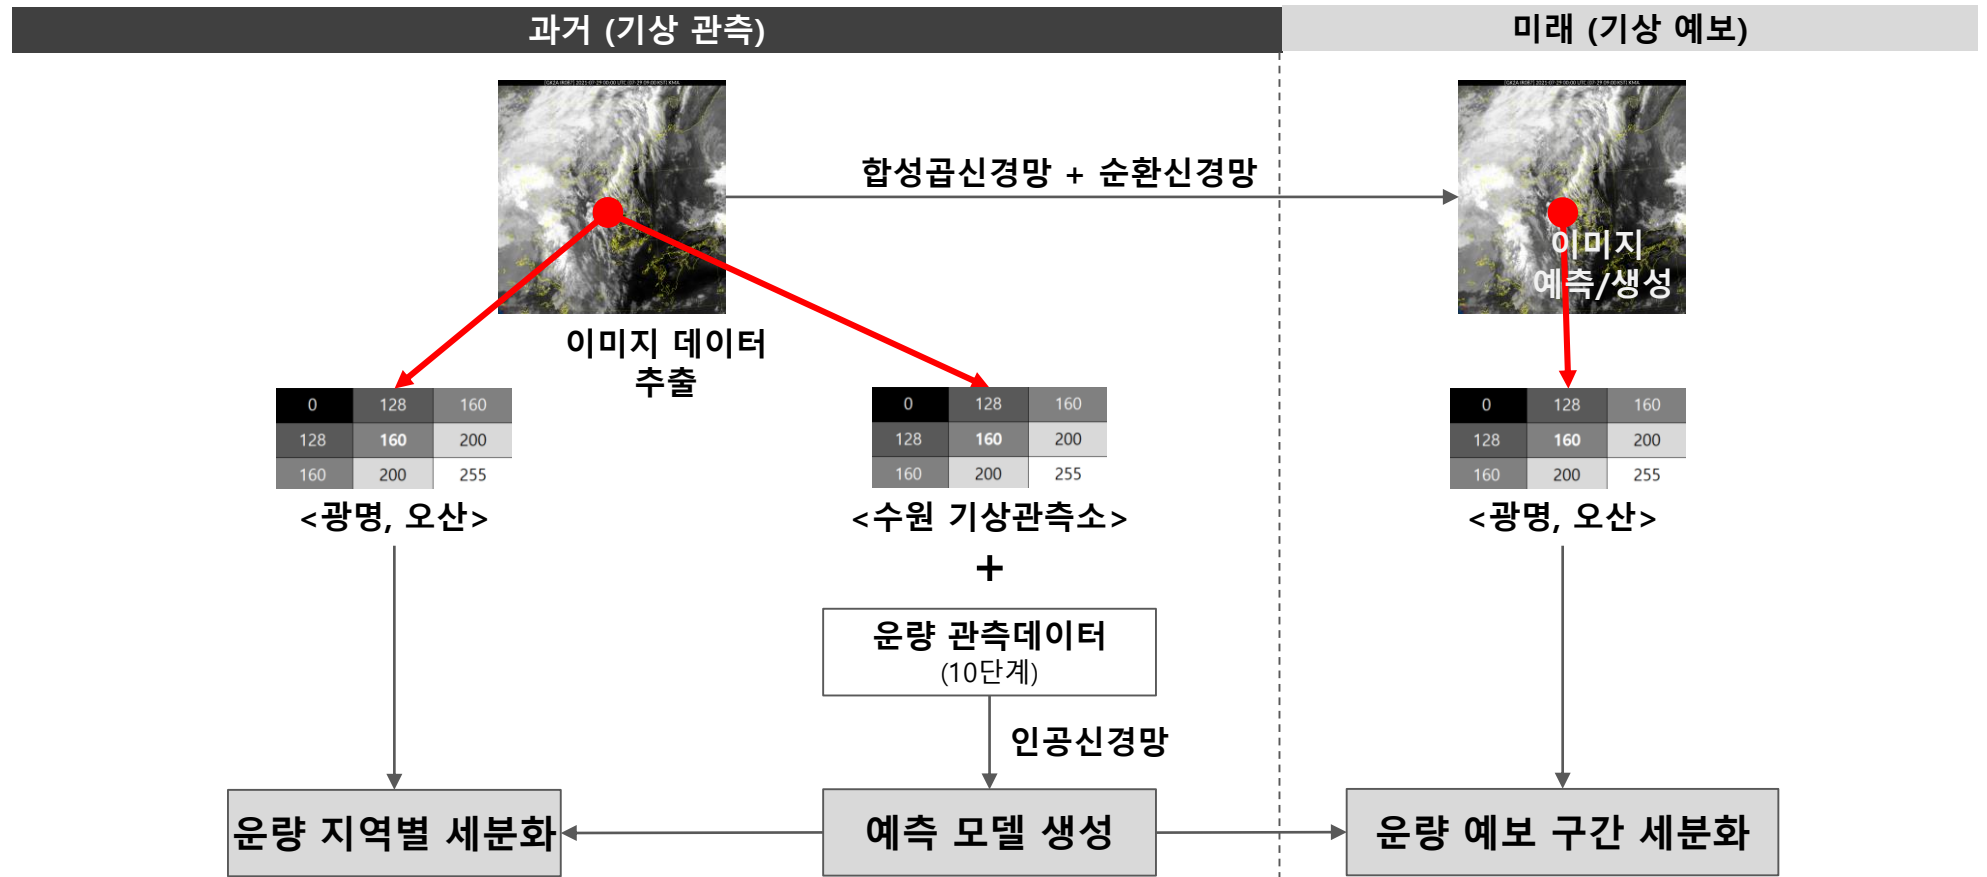 과거 (기상 관측)
미래 (기상 예보)
합성곱신경망 + 순환신경망
이미지
예측/생성
이미지 데이터
추출
0 128 160
128 160 200
160 200 255
<광명, 오산>
0 128 160
128 160 200
160 200 255
<수원 기상관측소>
0 128 160
128 160 200
160 200 255
<광명, 오산>
+
운량 관측데이터
(10단계)
인공신경망
운량 지역별 세분화
예측 모델 생성
운량 예보 구간 세분화